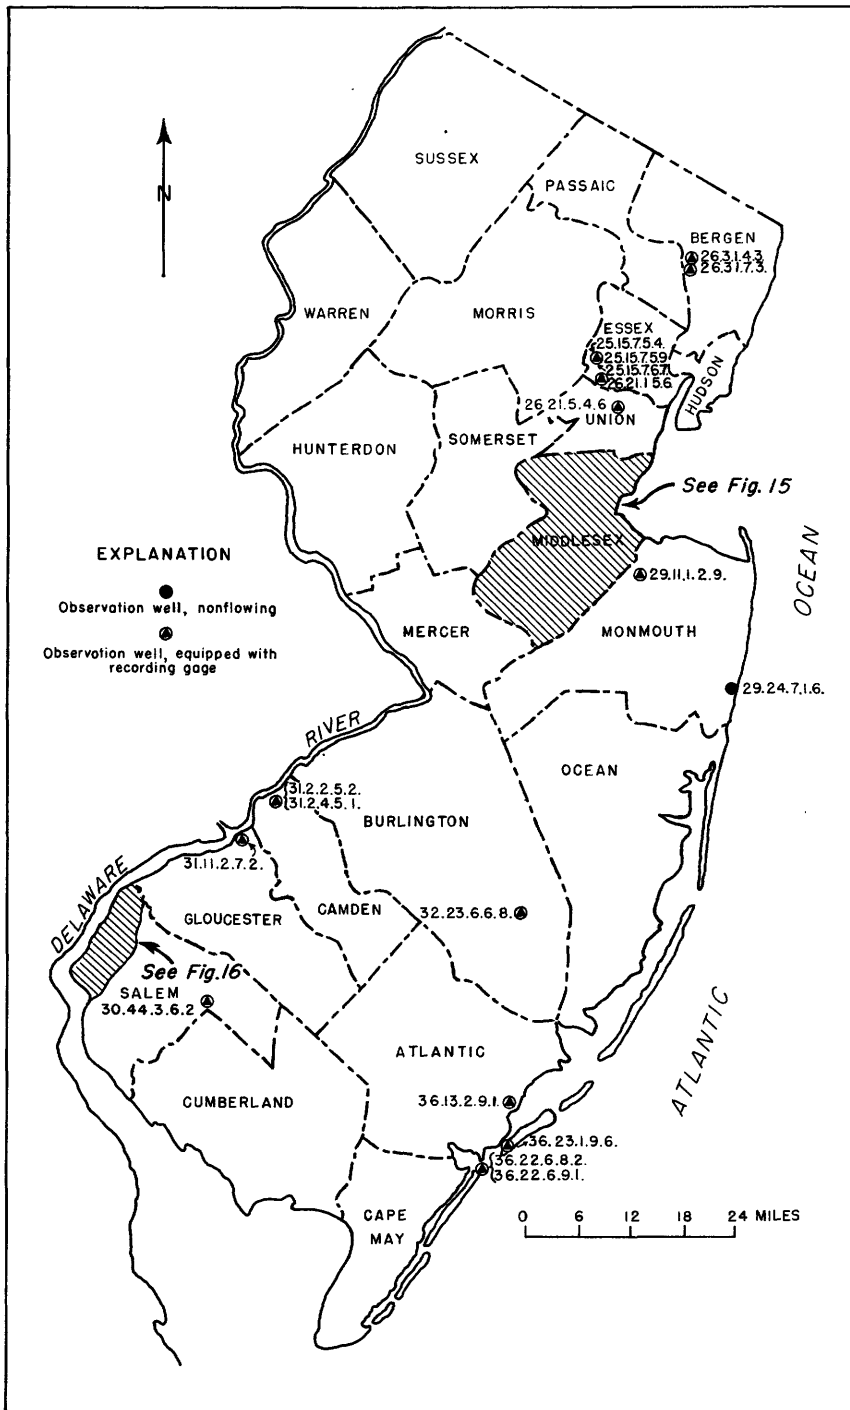 SUSSEX
PASSAIC
N
BERGEN
26.3.1.4.3.
26.3.1.7.3.
WARREN
MORRIS
ESSEX
25.15.7.5.4.
25.15.7.5.9
25.15.7.6.7.
26.21.1.5.6.
HUDSON
26.21.5.4.6
UNION
HUNTERDON
SOMERSET
See Fig. 15
MIDDLESEX
OCEAN
EXPLANATION
Observation well, nonflowing
Observation well, equipped with
recording gage
29.11.1.2.9.
MERCER
MONMOUTH
29.24.7.1.6.
RIVER
OCEAN
31.2.2.5.2.
31.2.4.5.1.
BURLINGTON
31.11.2.7.2.
DELAWARE
GLOUCESTER
CAMDEN
32.23.6.6.8.
See Fig.16
SALEM
30.44.3.6.2
ATLANTIC
ATLANTIC
CUMBERLAND
36.13.2.9.1.
36.23.1.9.6.
36.22.6.8.2.
36.22.6.9.1.
CAPE
MAY
0 6 12 18 24 MILES